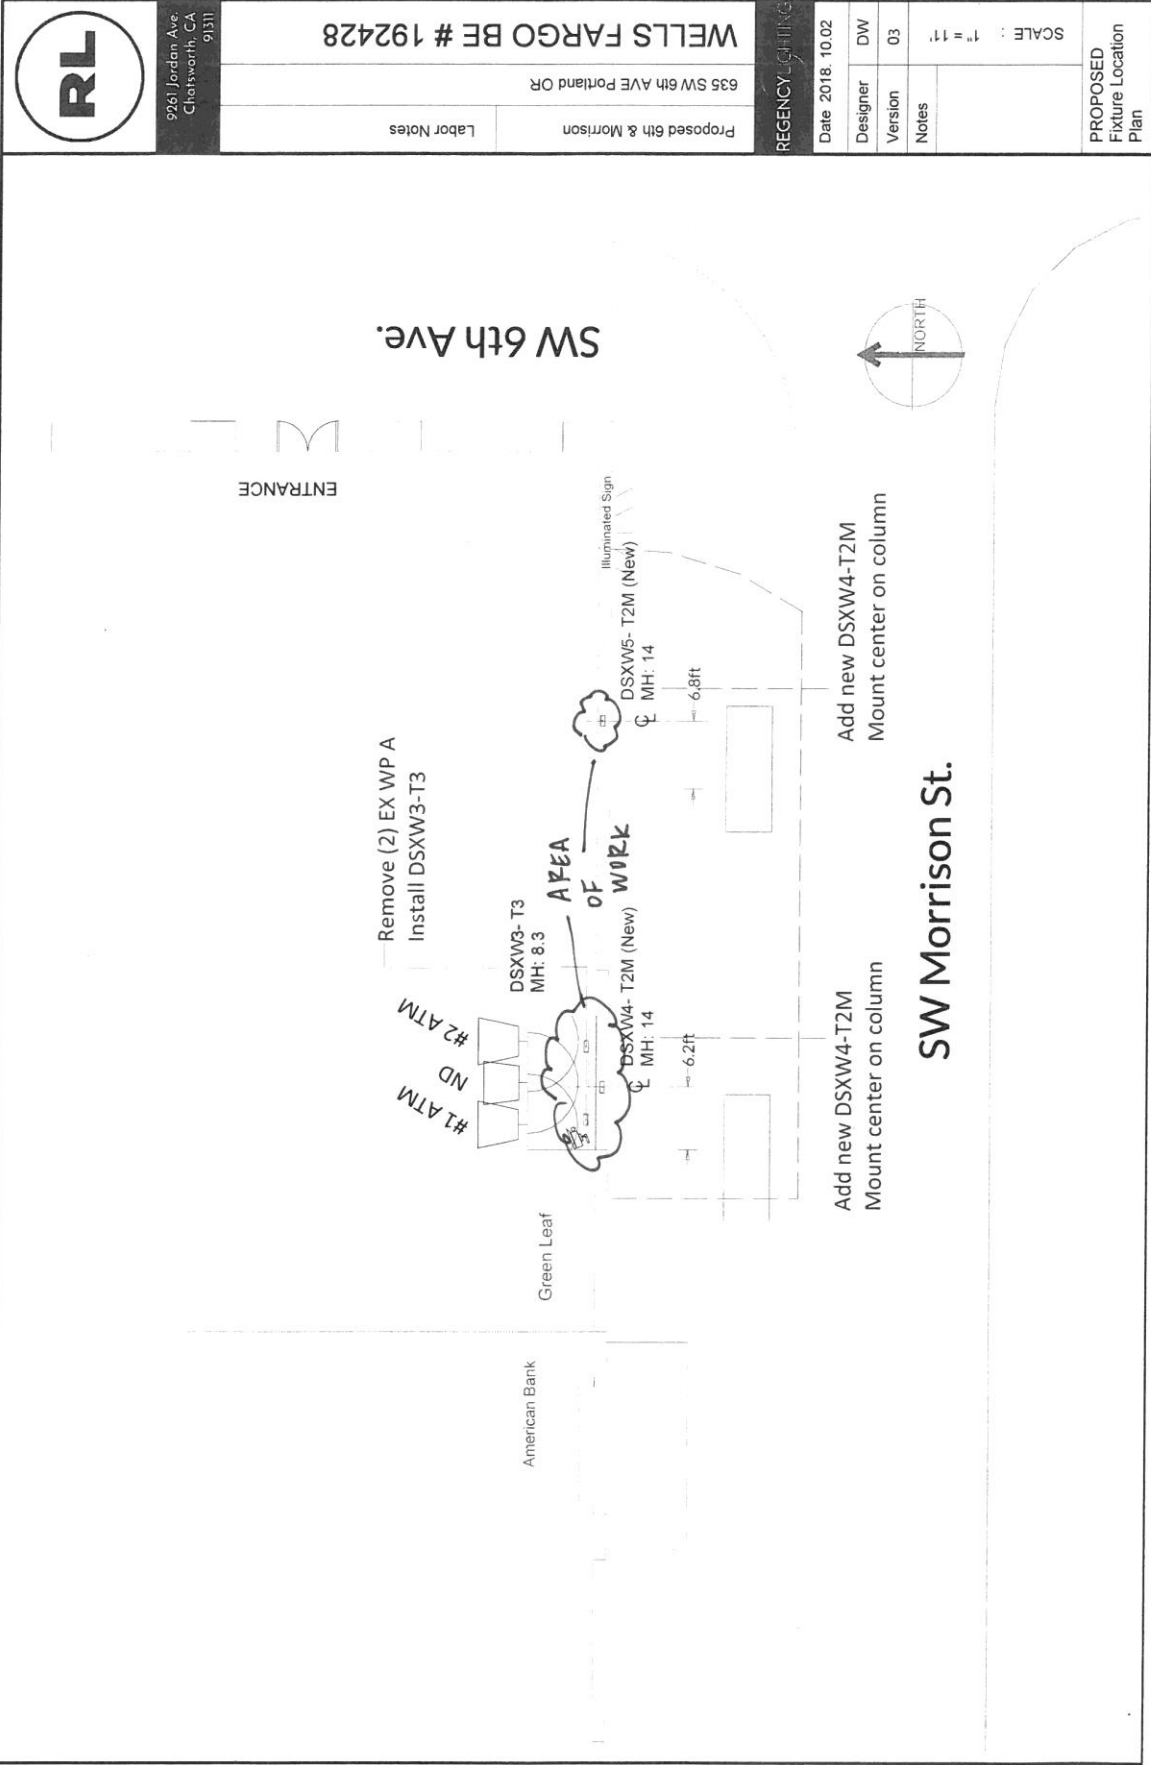 RL
9261 Jordan Ave.
Chatsworth, CA
91311
WELLS FARGO BE # 192428
635 SW 6th AVE Portland OR
Proposed 6th & Morrison
Labor Notes
REGENCY LIGHTING
Date 2018. 10.02
Designer DW
Version 03
Notes
SCALE : 1" = 11'
PROPOSED
Fixture Location
Plan
SW 6th Ave.
NORTH
ENTRANCE
Illuminated Sign
Remove (2) EX WP A
Install DSXW3-T3
DSXW3- T3
MH: 8.3
#1 ATM
ND
#2 ATM
AREA
OF
WORK
DSXW4- T2M (New)
MH: 14
6.2ft
DSXW5- T2M (New)
MH: 14
6.8ft
Add new DSXW4-T2M
Mount center on column
Add new DSXW4-T2M
Mount center on column
Green Leaf
American Bank
SW Morrison St.